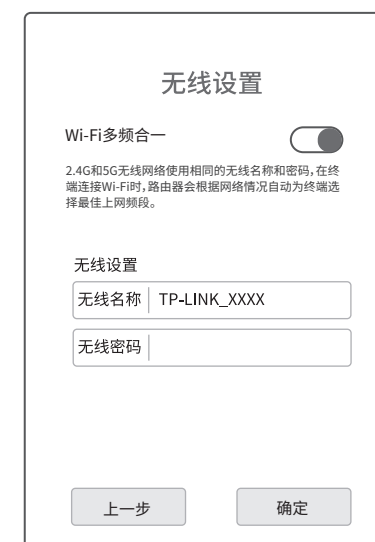 无线设置
Wi-Fi多频合一
2.4G和5G无线网络使用相同的无线名称和密码,在终
端连接Wi-Fi时,路由器会根据网络情况自动为终端选
择最佳上网频段。
无线设置
无线名称 TP-LINK_XXXX
无线密码
上一步 确定